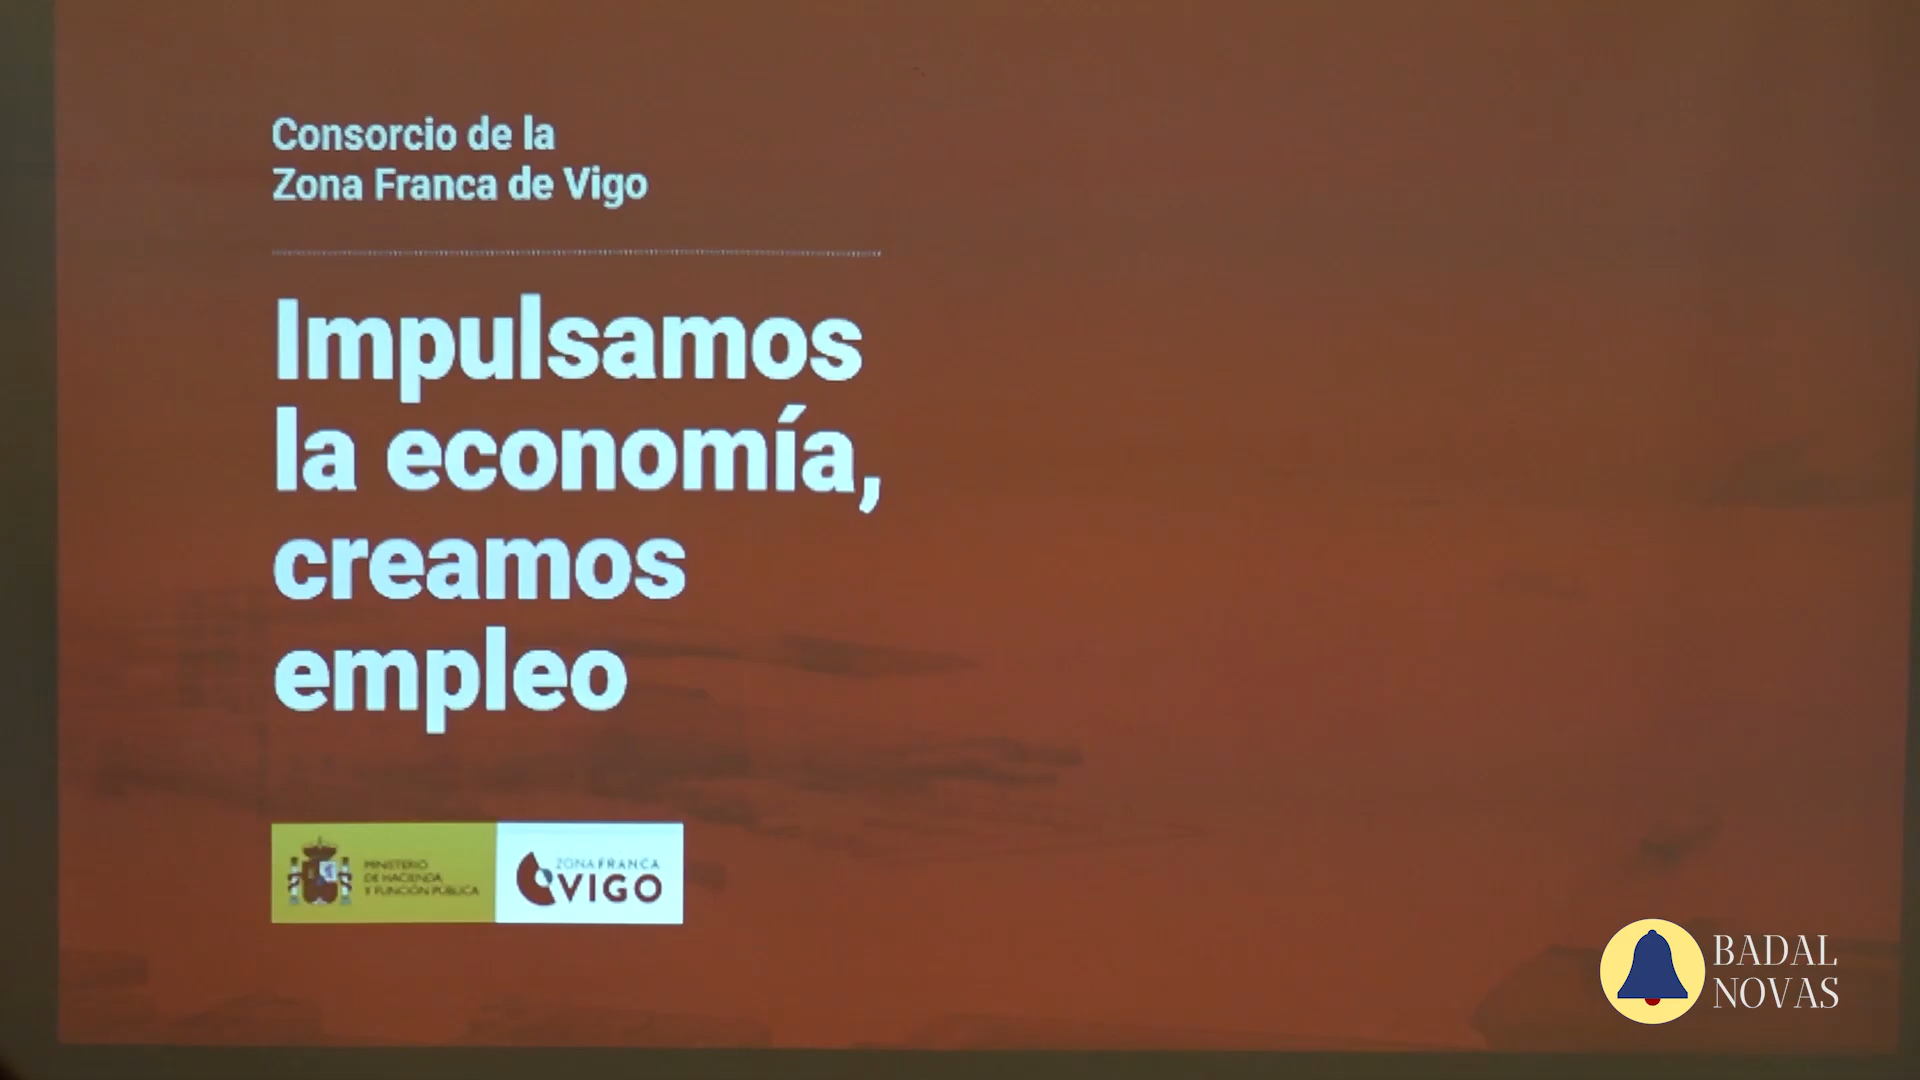 Consorcio de la
Zona Franca de Vigo
Impulsamos
la economía,
creamos
empleo
MINISTERIO
DE HACIENDA
Y FUNCIÓN PÚBLICA
ZONA FRANCA
VIGO
BADAL
NOVAS